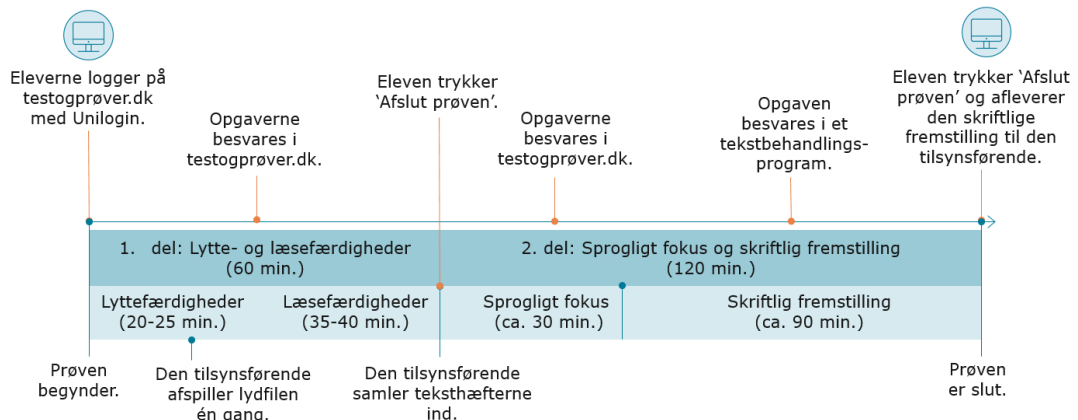 Eleverne logger på
testogprøver.dk
med Unilogin.
Opgaverne
besvares i
testogprøver.dk.
Eleven trykker
‘Afslut prøven’.
Opgaverne
besvares i
testogprøver.dk.
Opgaven
besvares i et
tekstbehandlings-
program.
Eleven trykker ‘Afslut
prøven’ og afleverer
den skriftlige
fremstilling til den
tilsynsførende.
1. del: Lytte- og læsefærdigheder
(60 min.)
2. del: Sprogligt fokus og skriftlig fremstilling
(120 min.)
Lyttefærdigheder
(20-25 min.)
Læsefærdigheder
(35-40 min.)
Sprogligt fokus
(ca. 30 min.)
Skriftlig fremstilling
(ca. 90 min.)
Prøven
begynder.
Den tilsynsførende
afspiller lydfilen
én gang.
Den tilsynsførende
samler teksthæfterne
ind.
Prøven
er slut.